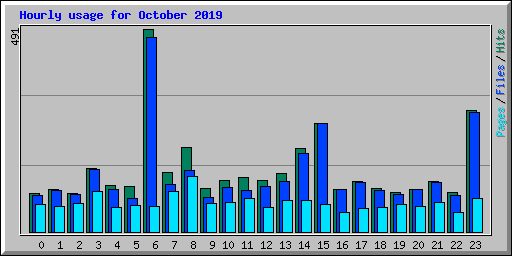 Hourly usage for October 2019
491
Pages/Files/Hits
0 1 2 3 4 5 6 7 8 9 10 11 12 13 14 15 16 17 18 19 20 21 22 23